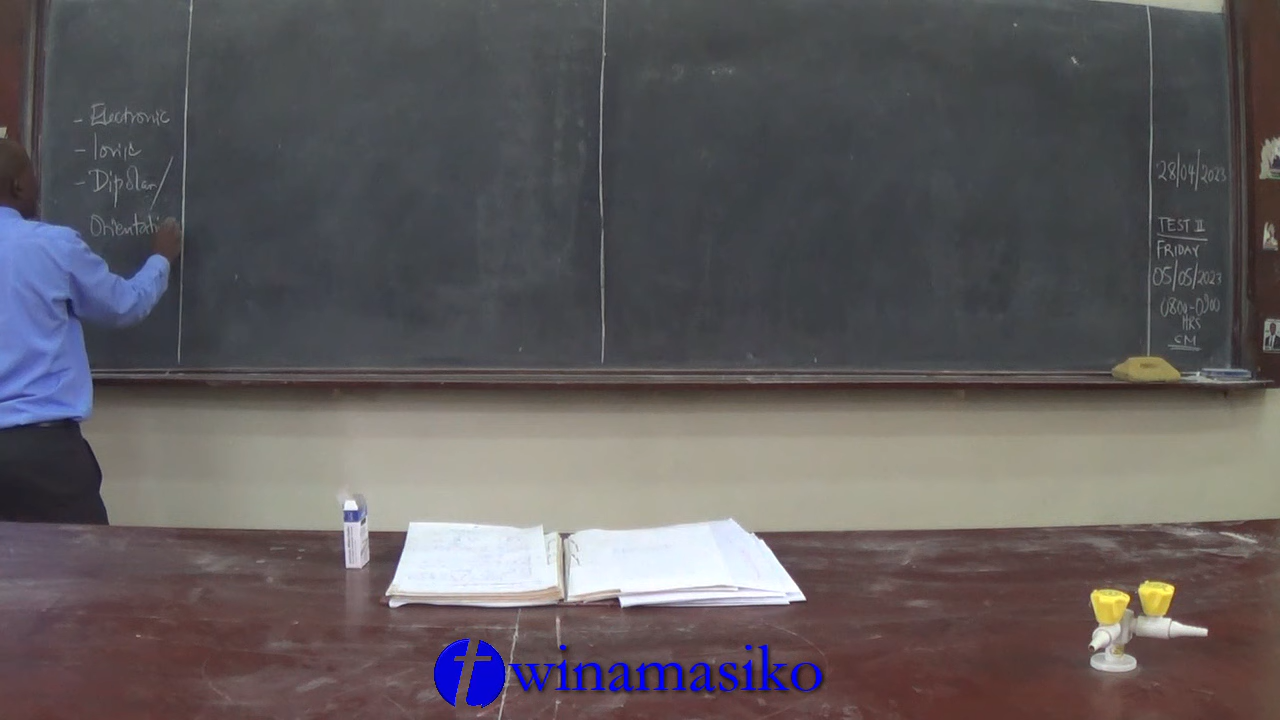 - Electronic
- Ionic
- Dipolar/
Orientati
28/04/2023
TEST II
FRIDAY
05/05/2023
0800-0900
HRS
CM
twinamasiko